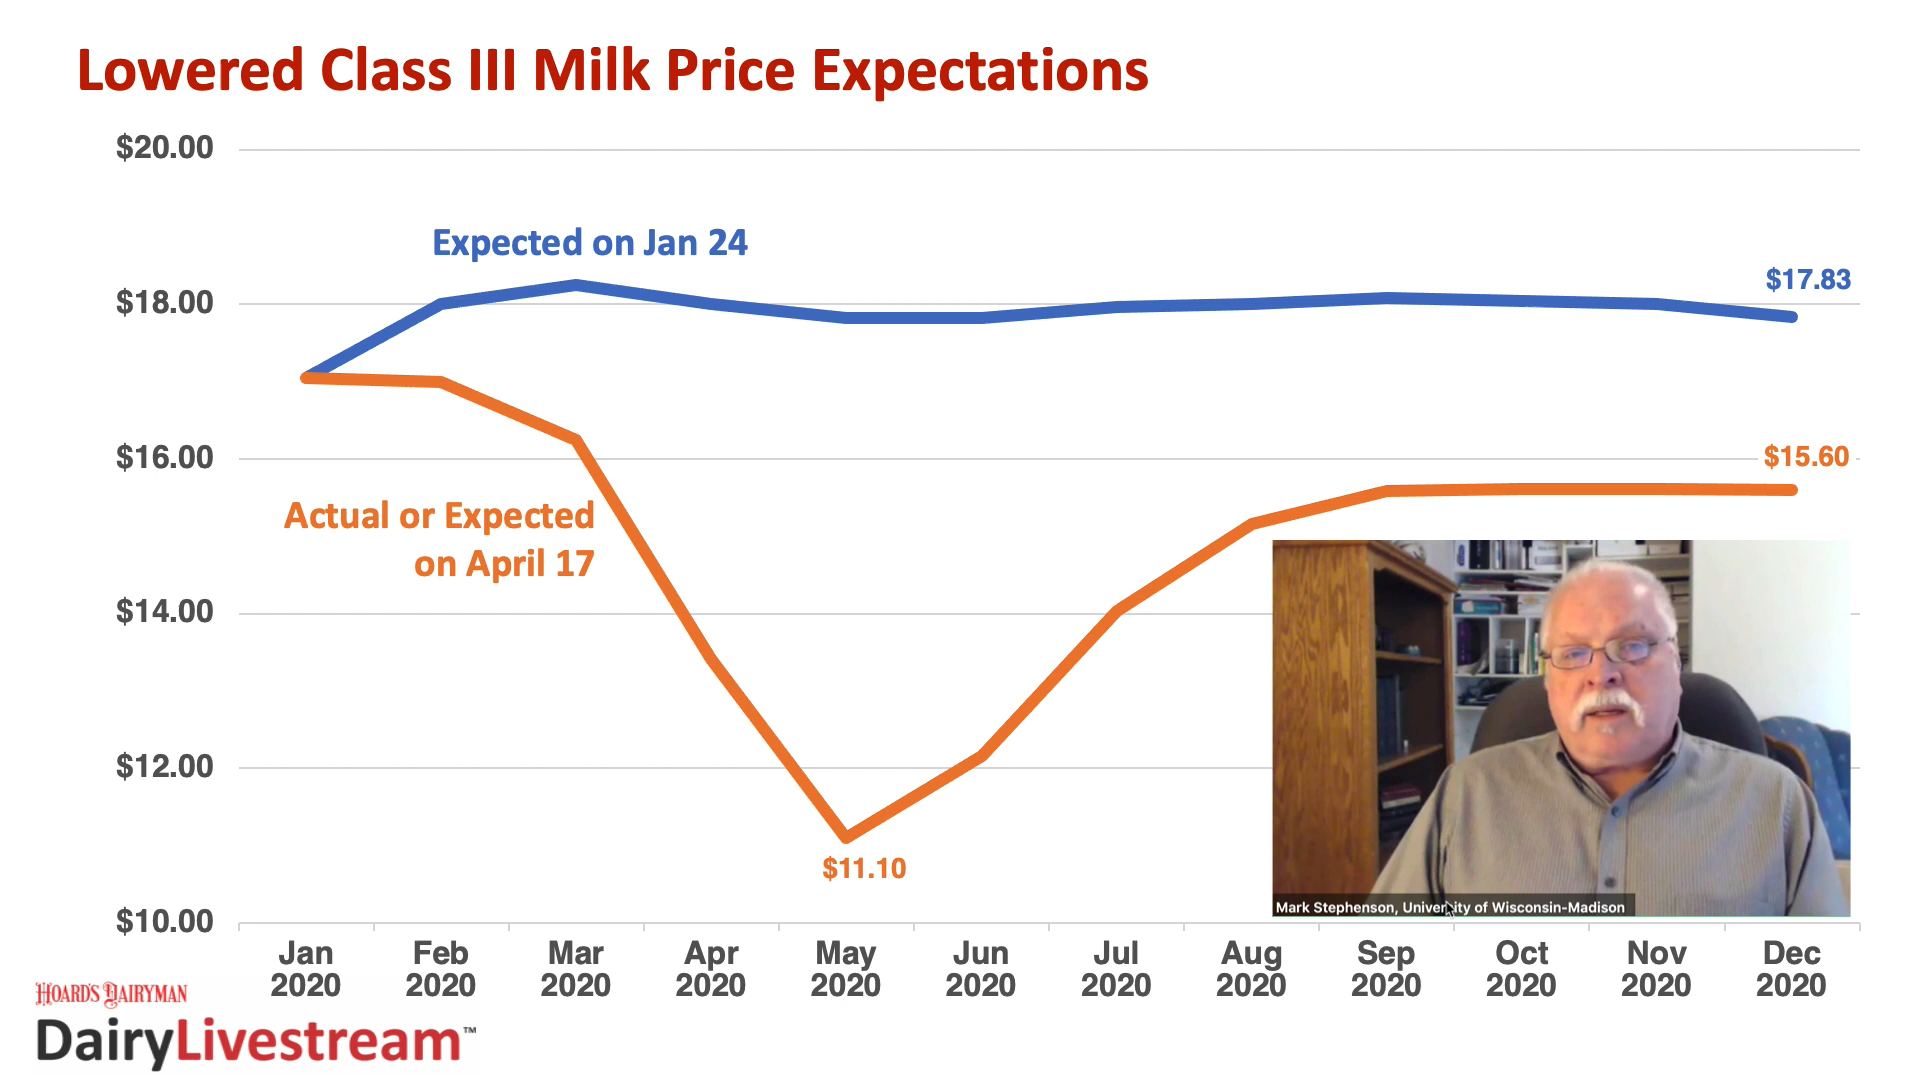 Lowered Class III Milk Price Expectations
$20.00
Expected on Jan 24
$17.83
$18.00
$16.00
$15.60
Actual or Expected
on April 17
$14.00
$12.00
$11.10
$10.00
Mark Stephenson, University of Wisconsin-Madison
Jan Feb Mar Apr May Jun Jul Aug Sep Oct Nov Dec
2020 2020 2020 2020 2020 2020 2020 2020 2020 2020 2020 2020
HOARD'S DAIRYMAN
DairyLivestream™